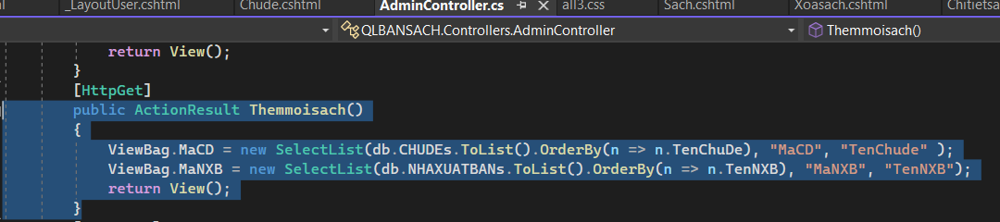 _LayoutUser.cshtml Chude.cshtml AdminController.cs all3.css Sach.cshtml Xoasach.cshtml Chitietsa
QLBANSACH.Controllers.AdminController Themmoisach()
return View();
}
[HttpGet]
public ActionResult Themmoisach()
{
ViewBag.MaCD = new SelectList(db.CHUDEs.ToList().OrderBy(n => n.TenChuDe), "MaCD", "TenChude" );
ViewBag.MaNXB = new SelectList(db.NHAXUATBANs.ToList().OrderBy(n => n.TenNXB), "MaNXB", "TenNXB");
return View();
}